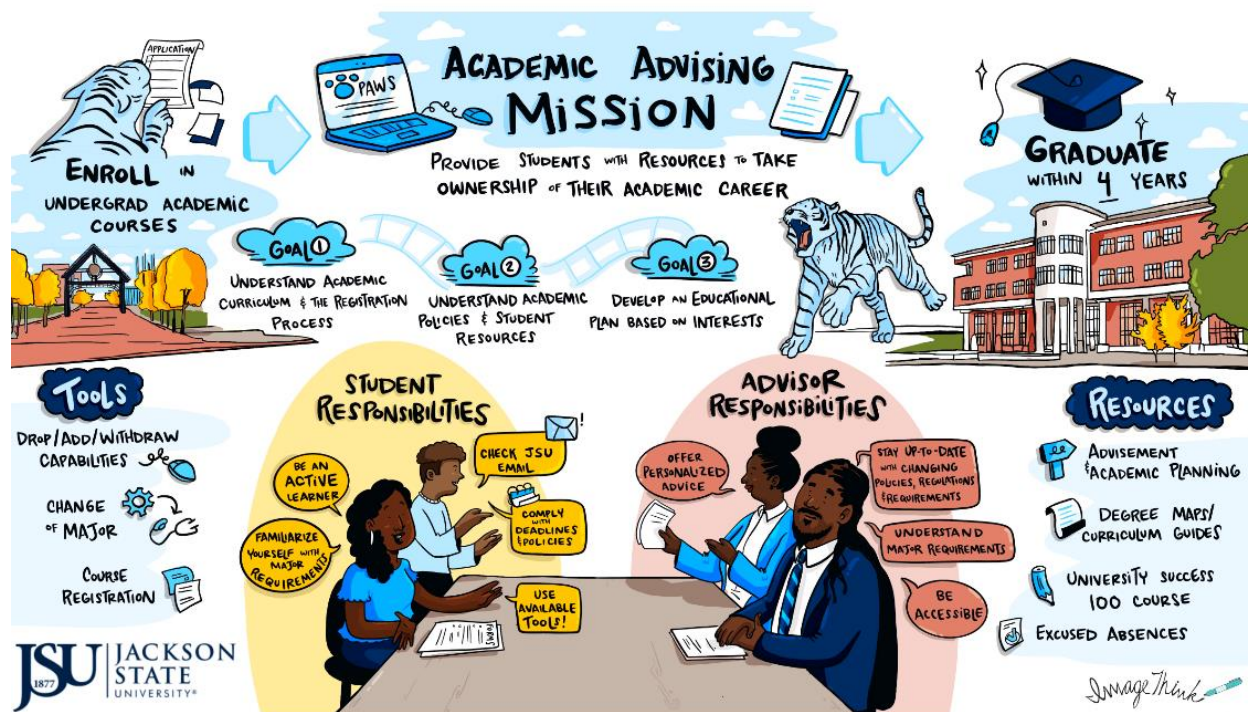 APPLICATION
ENROLL IN
UNDERGRAD ACADEMIC
COURSES
PAWS
ACADEMIC ADVISING
MISSION
PROVIDE STUDENTS WITH RESOURCES TO TAKE
OWNERSHIP OF THEIR ACADEMIC CAREER
GRADUATE
WITHIN 4 YEARS
GOAL 1
UNDERSTAND ACADEMIC
CURRICULUM & THE REGISTRATION
PROCESS
GOAL 2
UNDERSTAND ACADEMIC
POLICIES & STUDENT
RESOURCES
GOAL 3
DEVELOP AN EDUCATIONAL
PLAN BASED ON INTERESTS
TOOLS
DROP/ADD/WITHDRAW
CAPABILITIES
CHANGE
OF MAJOR
COURSE
REGISTRATION
STUDENT
RESPONSIBILITIES
BE AN
ACTIVE
LEARNER
FAMILIARIZE
YOURSELF WITH
MAJOR
REQUIREMENTS
CHECK JSU
EMAIL
!
COMPLY
WITH
DEADLINES
& POLICIES
USE
AVAILABLE
TOOLS!
ADVISOR
RESPONSIBILITIES
OFFER
PERSONALIZED
ADVICE
STAY UP-TO-DATE
WITH CHANGING
POLICIES, REGULATIONS
& REQUIREMENTS
UNDERSTAND
MAJOR REQUIREMENTS
BE
ACCESSIBLE
RESOURCES
ADVISEMENT
& ACADEMIC PLANNING
DEGREE MAPS/
CURRICULUM GUIDES
UNIVERSITY SUCCESS
100 COURSE
EXCUSED ABSENCES
JSU
1877
JACKSON
STATE
UNIVERSITY®
ImageThink